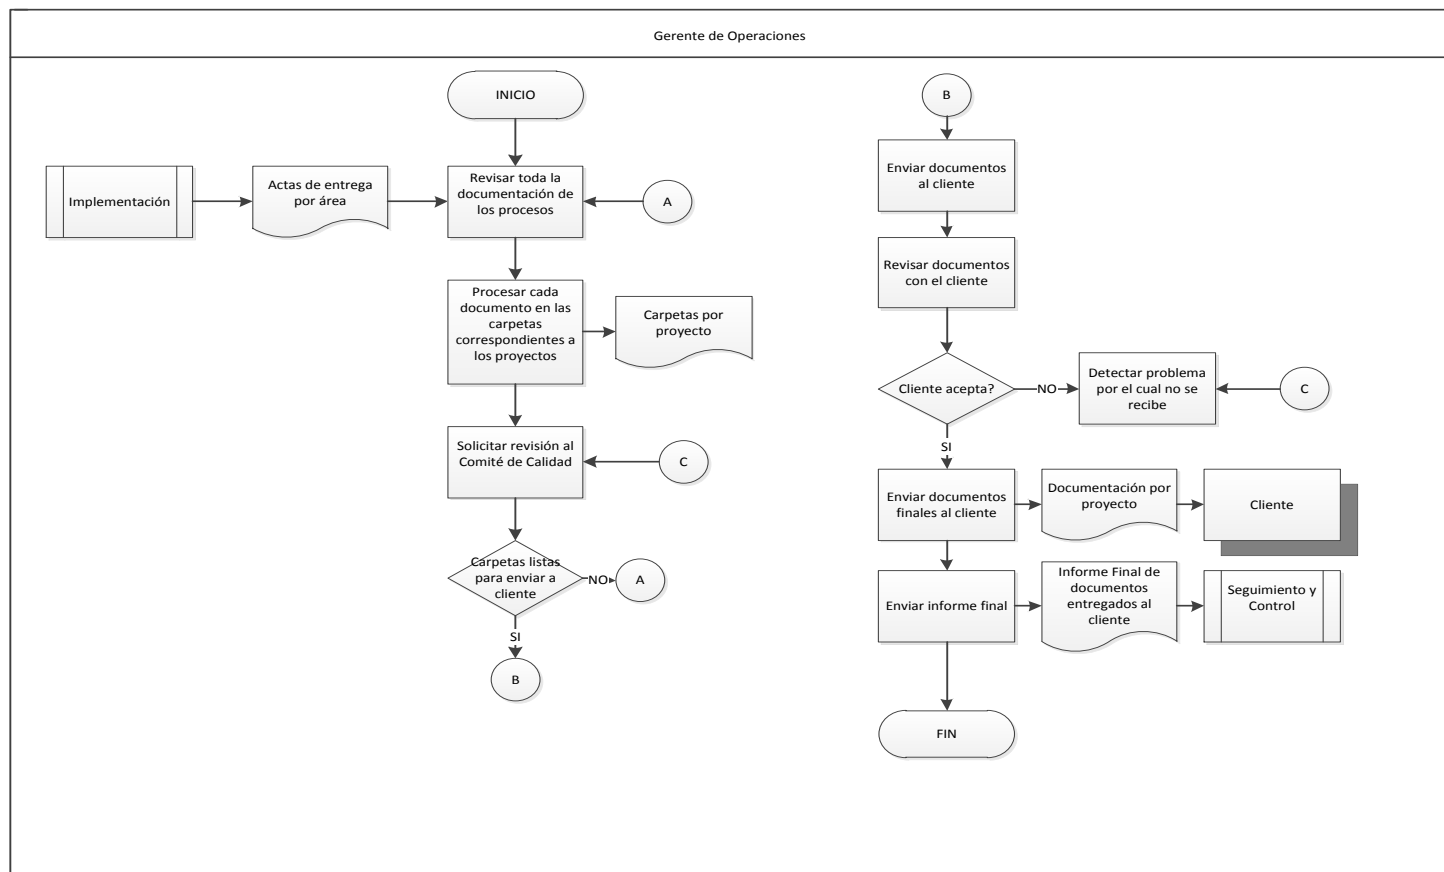 Gerente de Operaciones
INICIO
Implementación
Actas de entrega
por área
Revisar toda la
documentación de
los procesos
A
Procesar cada
documento en las
carpetas
correspondientes a
los proyectos
Carpetas por
proyecto
Solicitar revisión al
Comité de Calidad
C
Carpetas listas
para enviar a
cliente
NO
A
SI
B
B
Enviar documentos
al cliente
Revisar documentos
con el cliente
Cliente acepta?
NO
Detectar problema
por el cual no se
recibe
C
SI
Enviar documentos
finales al cliente
Documentación por
proyecto
Cliente
Enviar informe final
Informe Final de
documentos
entregados al
cliente
Seguimiento y
Control
FIN